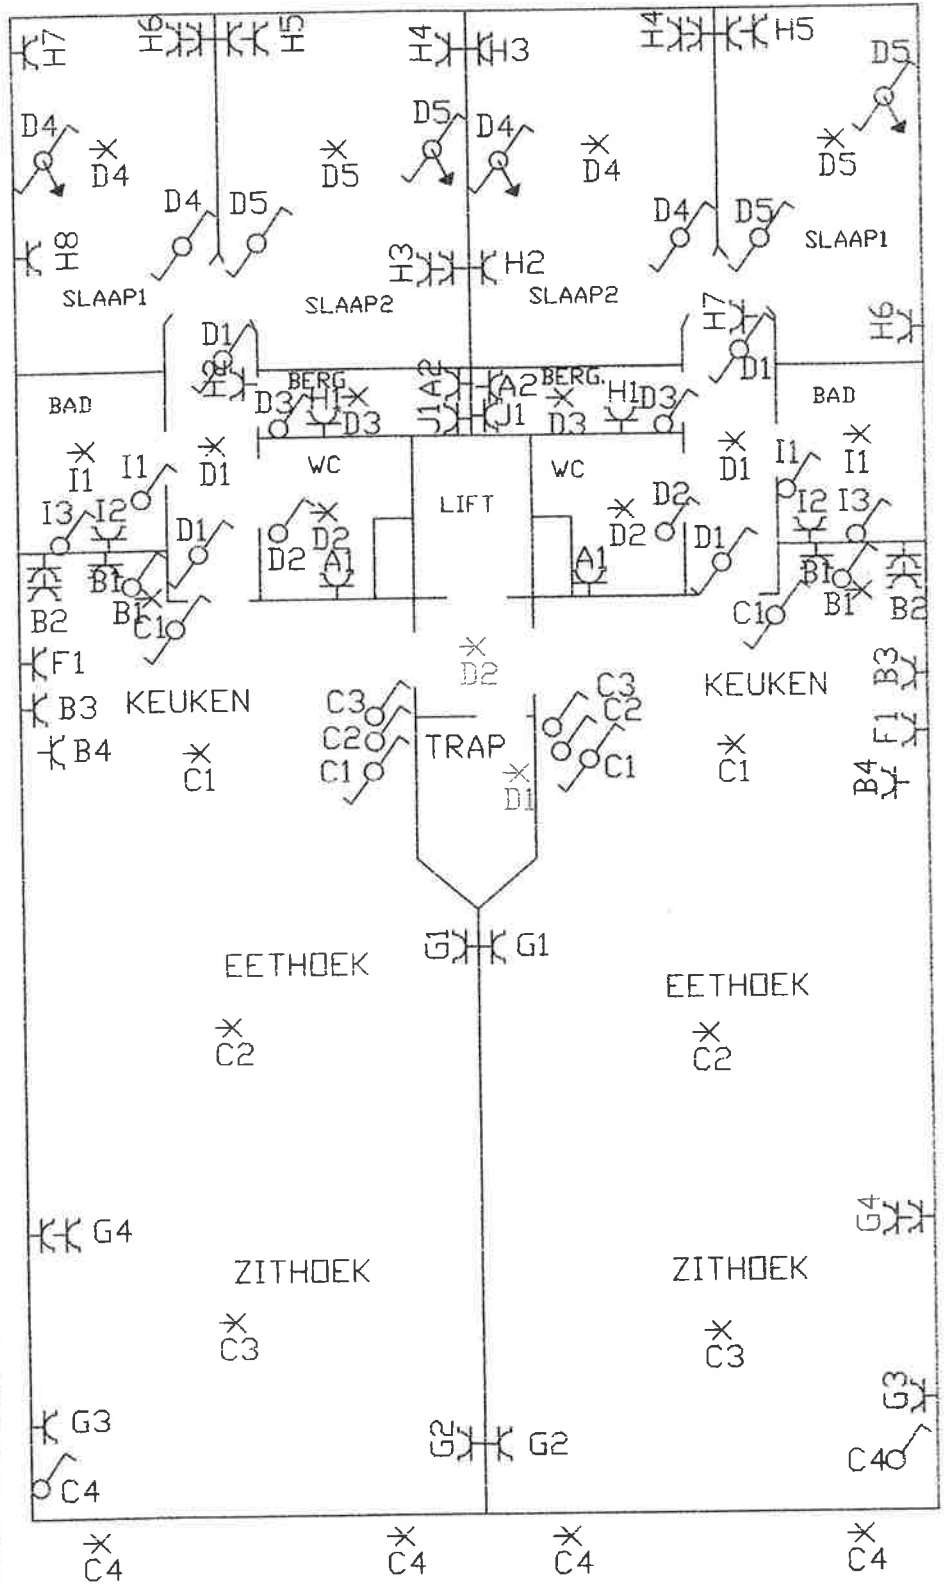 H7 H6 H5 H4 H3 H4 H5
D5
D4 D5 D4
D4 D5 D4 D5
D4 D5 D4 D5
H8 H3 H2 SLAAP1
SLAAP1 SLAAP2 SLAAP2 H7 H6
D1 D1
BERG. A2 A2 BERG.
BAD D3 H1 D3 J1 J1 D3 H1 D3 BAD
I1 I1 D1 WC LIFT WC D1 I1 I1
I3 I2 D1 D2 D2 D2 D2 D1 I2 I3
B1 A1 A1 B1
B2 B1 C1 C1 B1 B2
F1 D2 B3
B3 KEUKEN C3 C3 KEUKEN
C2 C2 F1
B4 C1 C1 TRAP C1 C1 B4
D1
G1 G1
EETHOEK EETHOEK
C2 C2
G4 G4
ZITHOEK ZITHOEK
C3 C3
G3 G3
G2 G2
C4 C4
C4 C4 C4 C4